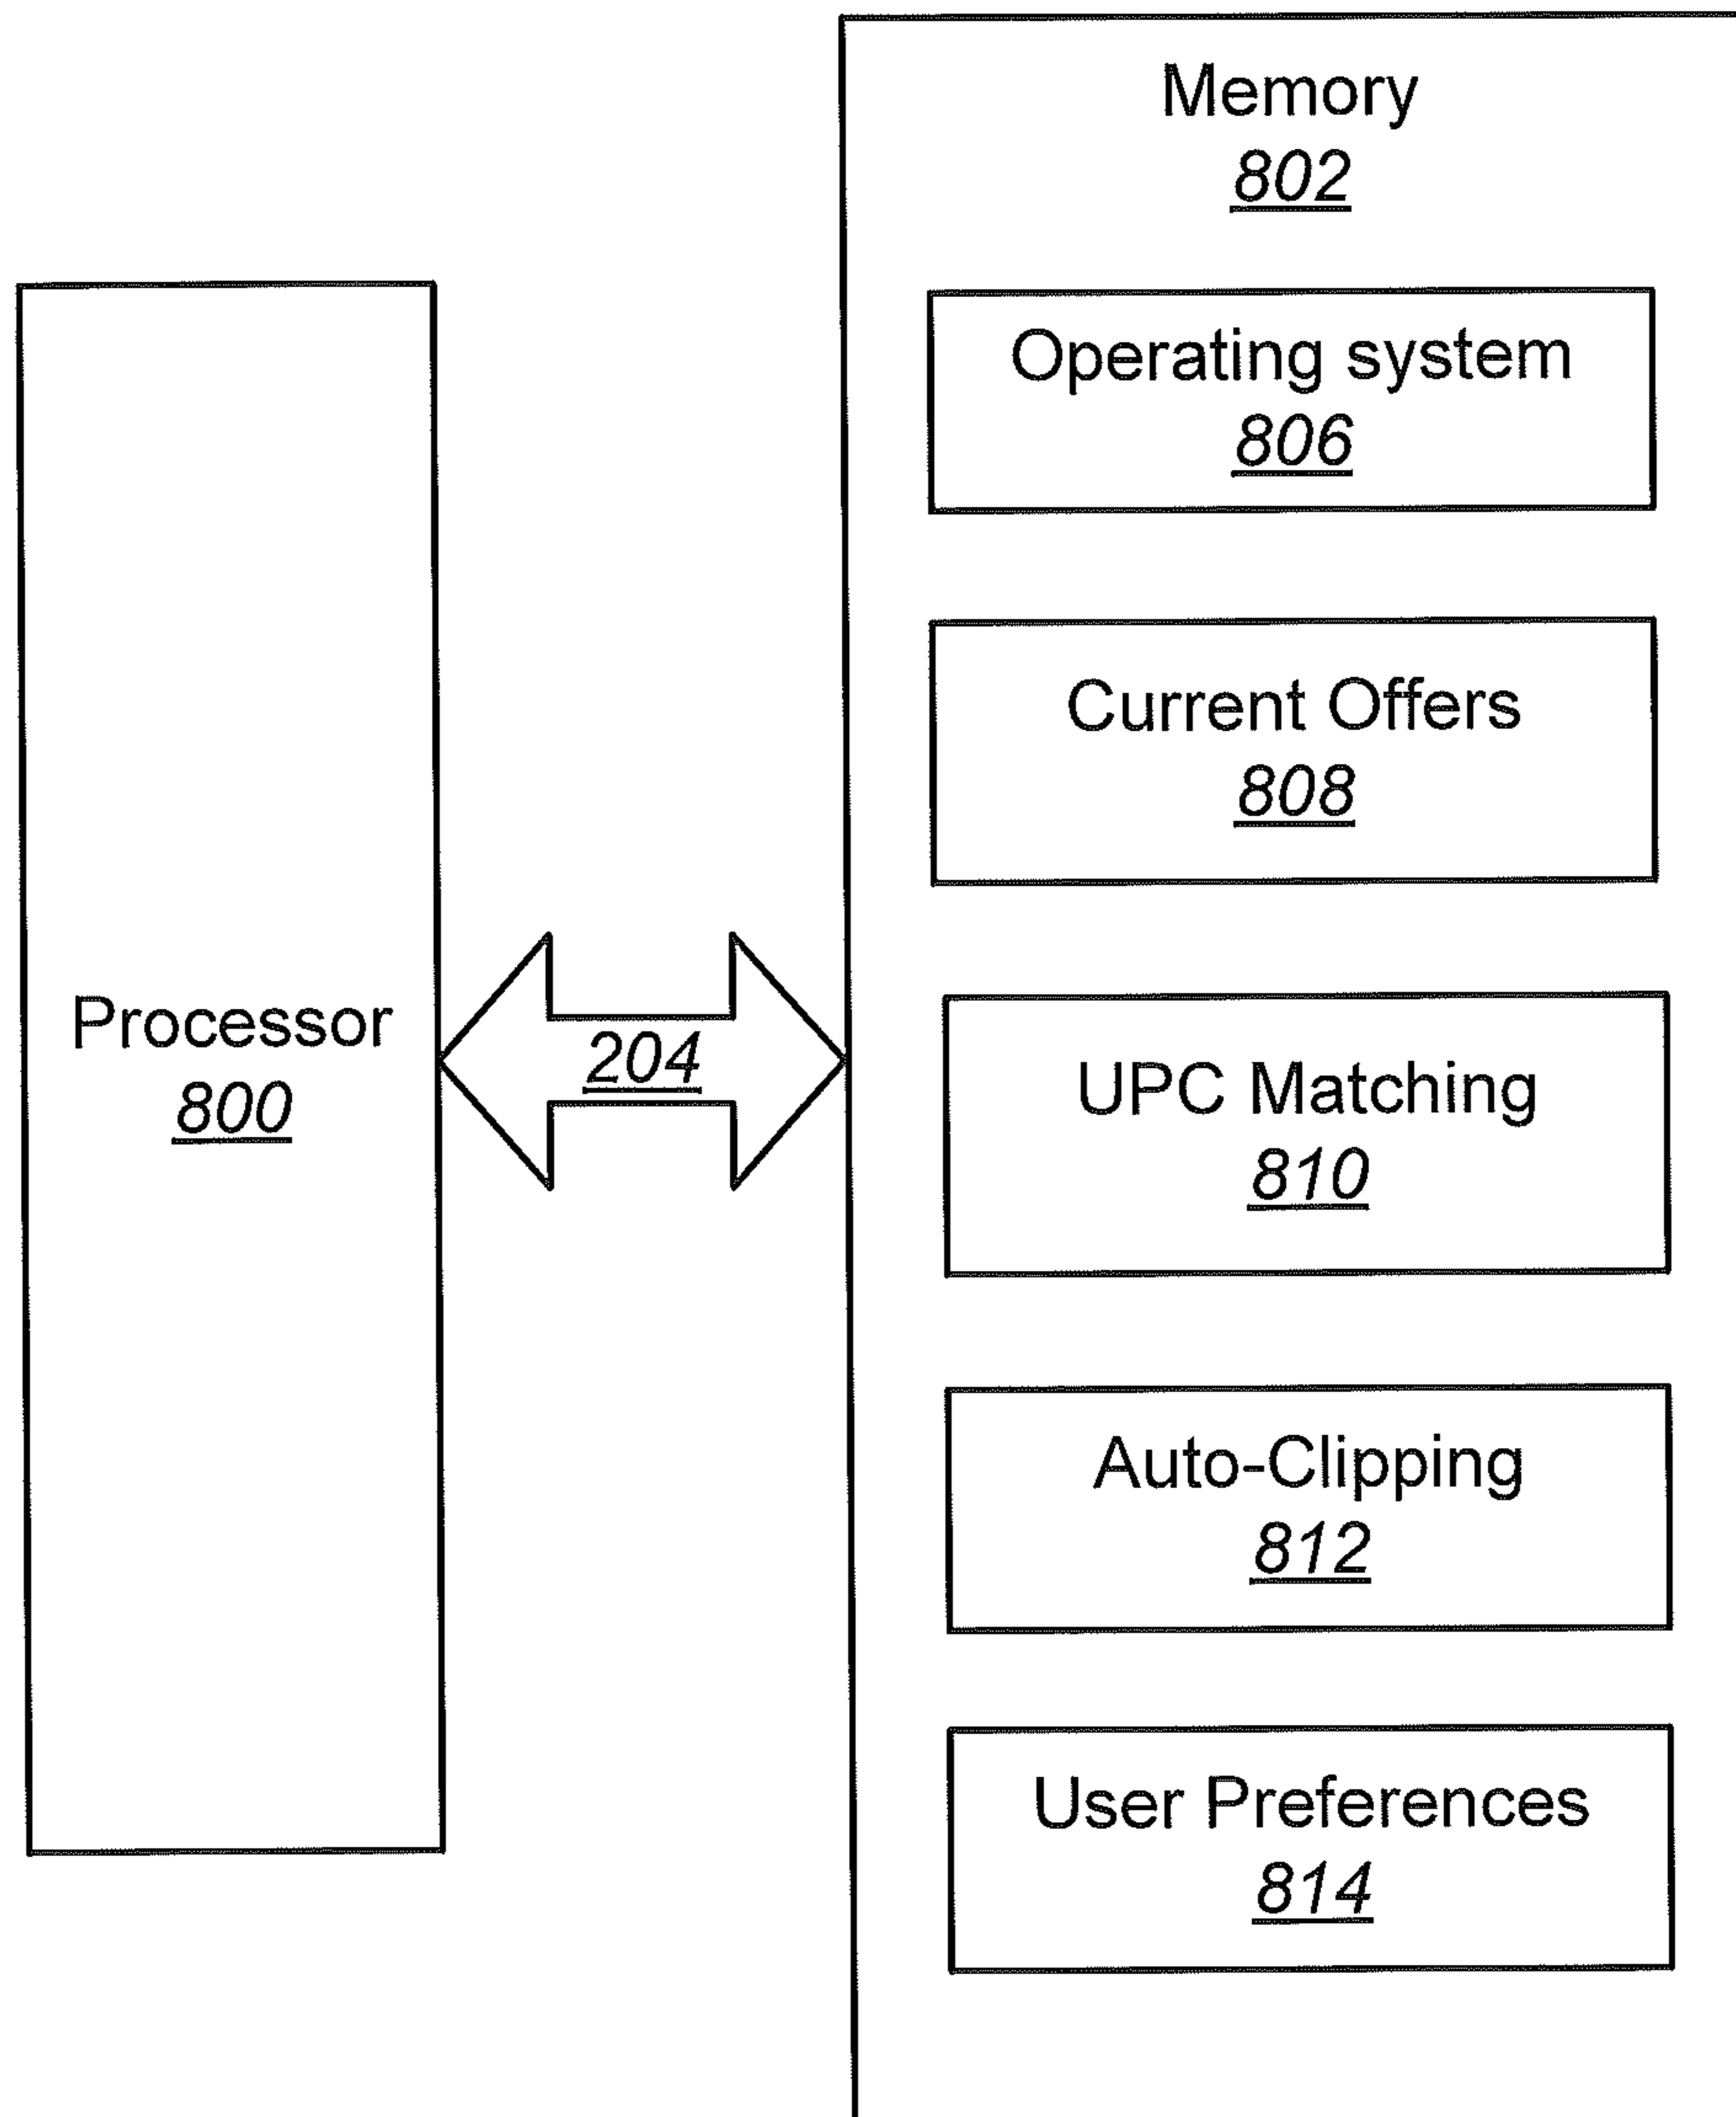 Memory
802
Operating system
806
Current Offers
808
Processor
800
204
UPC Matching
810
Auto-Clipping
812
User Preferences
814